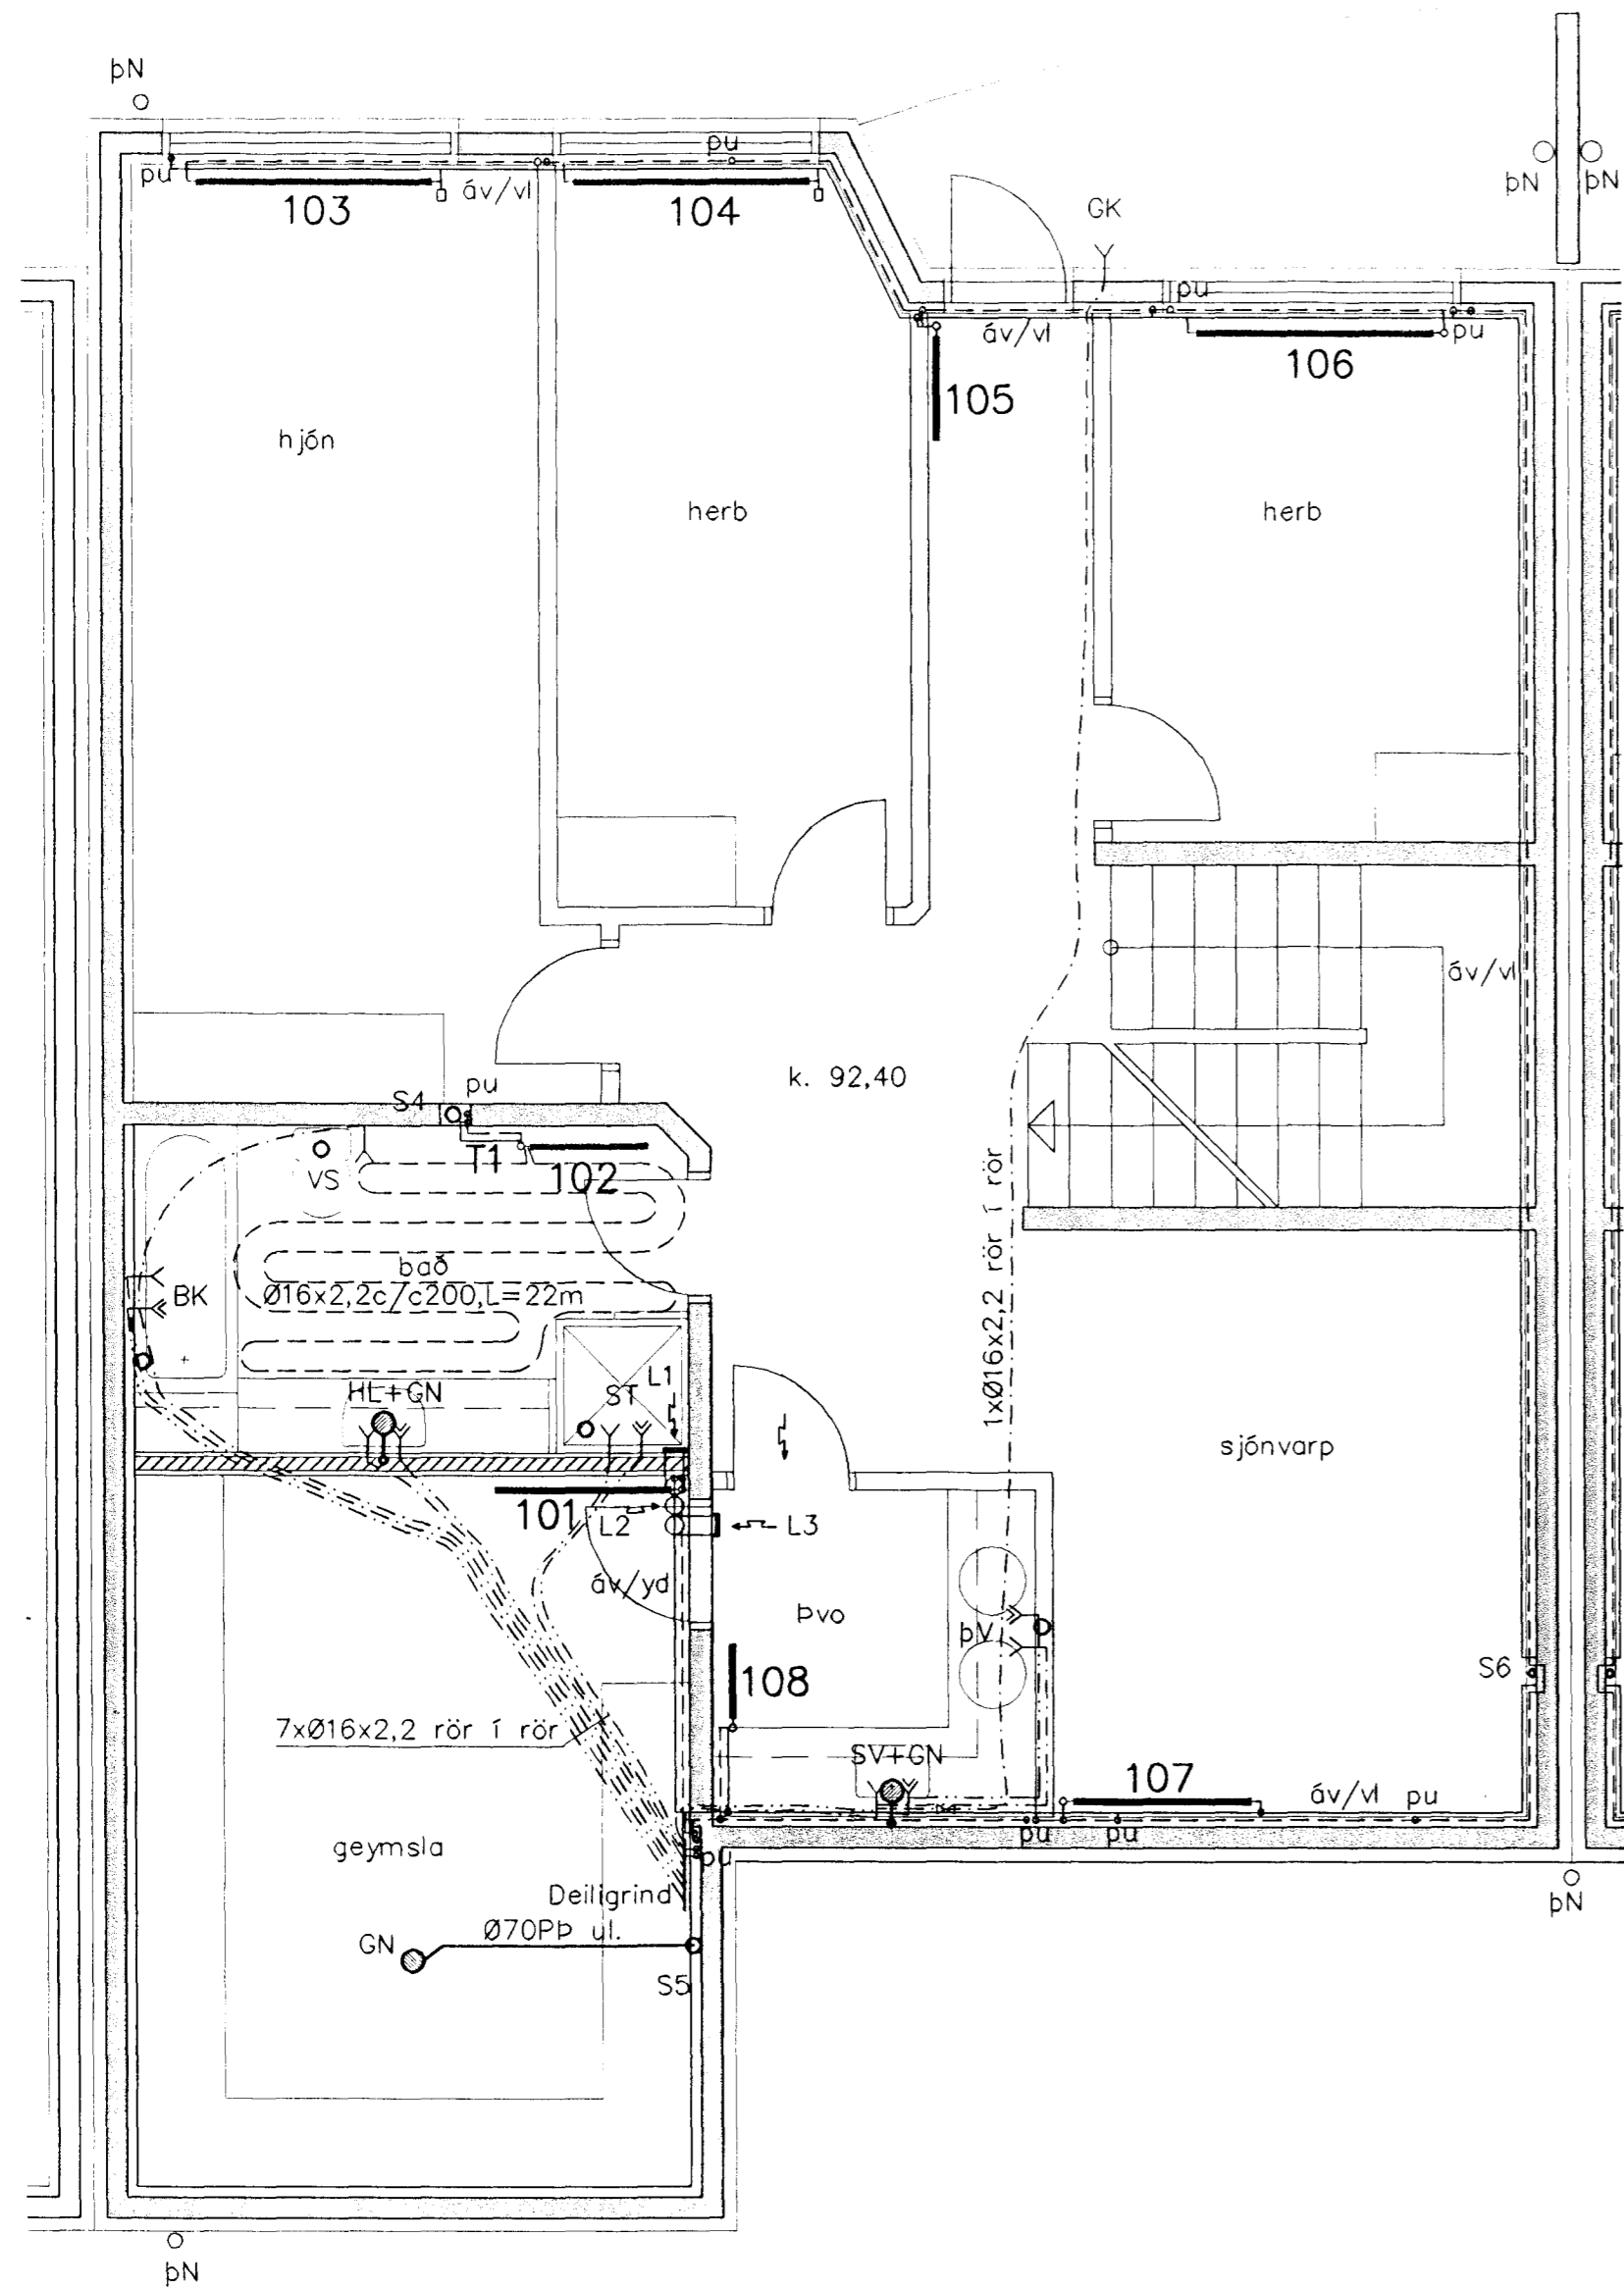 þN
pu
þN
þN
pu
103
áv/vl
104
GK
pu
áv/vl
106
pu
105
hjón
herb
herb
áv/vl
k. 92,40
pu
S4
T1
102
VS
bað
BK
Ø16x2,2c/c200,L=22m
1xØ16x2,2 rör í rör
HL+GN
ST
L1
sjónvarp
101
L2
L3
áv/yd
þvo
þV
S6
108
7xØ16x2,2 rör í rör
SV+GN
107
áv/vl
pu
pu
pu
geymsla
pu
Deiligrind
þN
Ø70PÞ ul.
GN
S5
þN